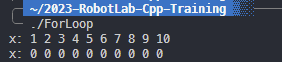 ~/2023-RobotLab-Cpp-Training
./ForLoop
x: 1 2 3 4 5 6 7 8 9 10
x: 0 0 0 0 0 0 0 0 0 0